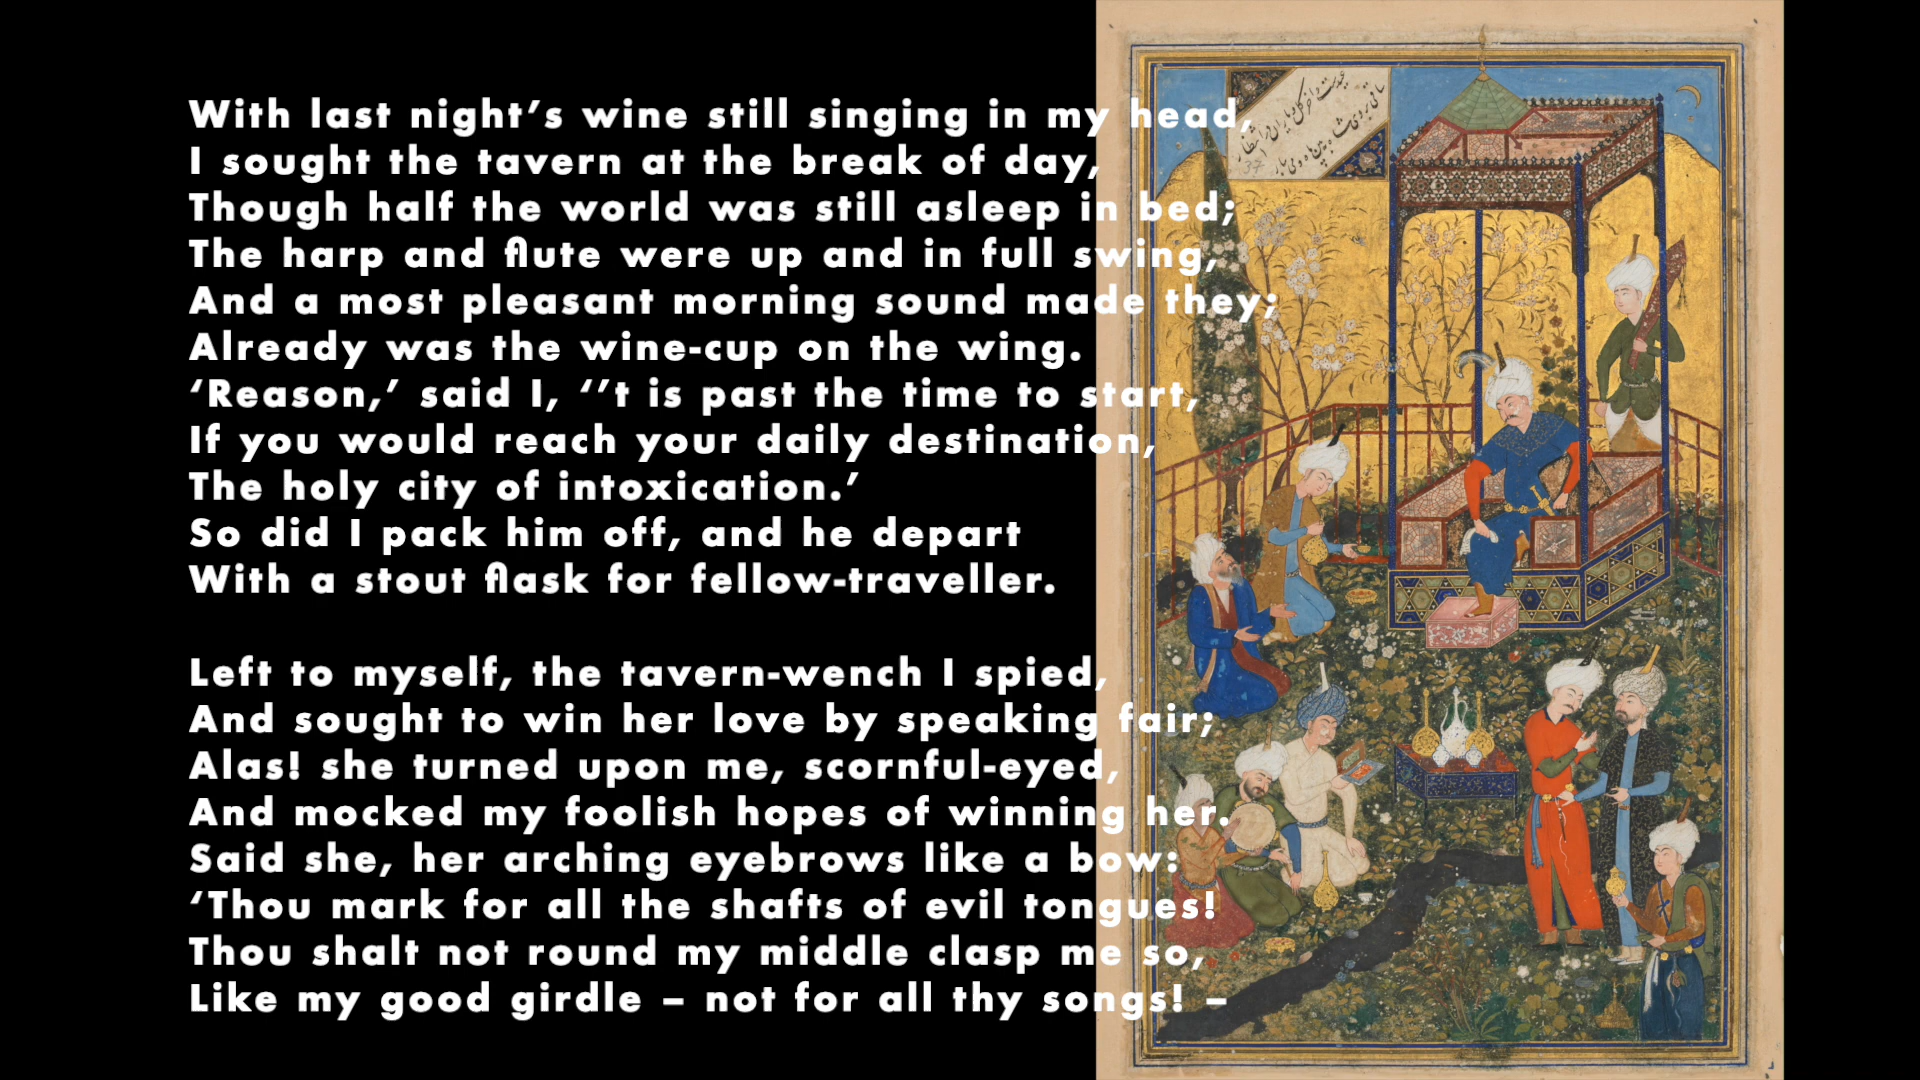 With last night’s wine still singing in my head,
I sought the tavern at the break of day,
Though half the world was still asleep in bed;
The harp and flute were up and in full swing,
And a most pleasant morning sound made they;
Already was the wine-cup on the wing.
‘Reason,’ said I, ‘’t is past the time to start,
If you would reach your daily destination,
The holy city of intoxication.’
So did I pack him off, and he depart
With a stout flask for fellow-traveller.

Left to myself, the tavern-wench I spied,
And sought to win her love by speaking fair;
Alas! she turned upon me, scornful-eyed,
And mocked my foolish hopes of winning her.
Said she, her arching eyebrows like a bow:
‘Thou mark for all the shafts of evil tongues!
Thou shalt not round my middle clasp me so,
Like my good girdle – not for all thy songs! –